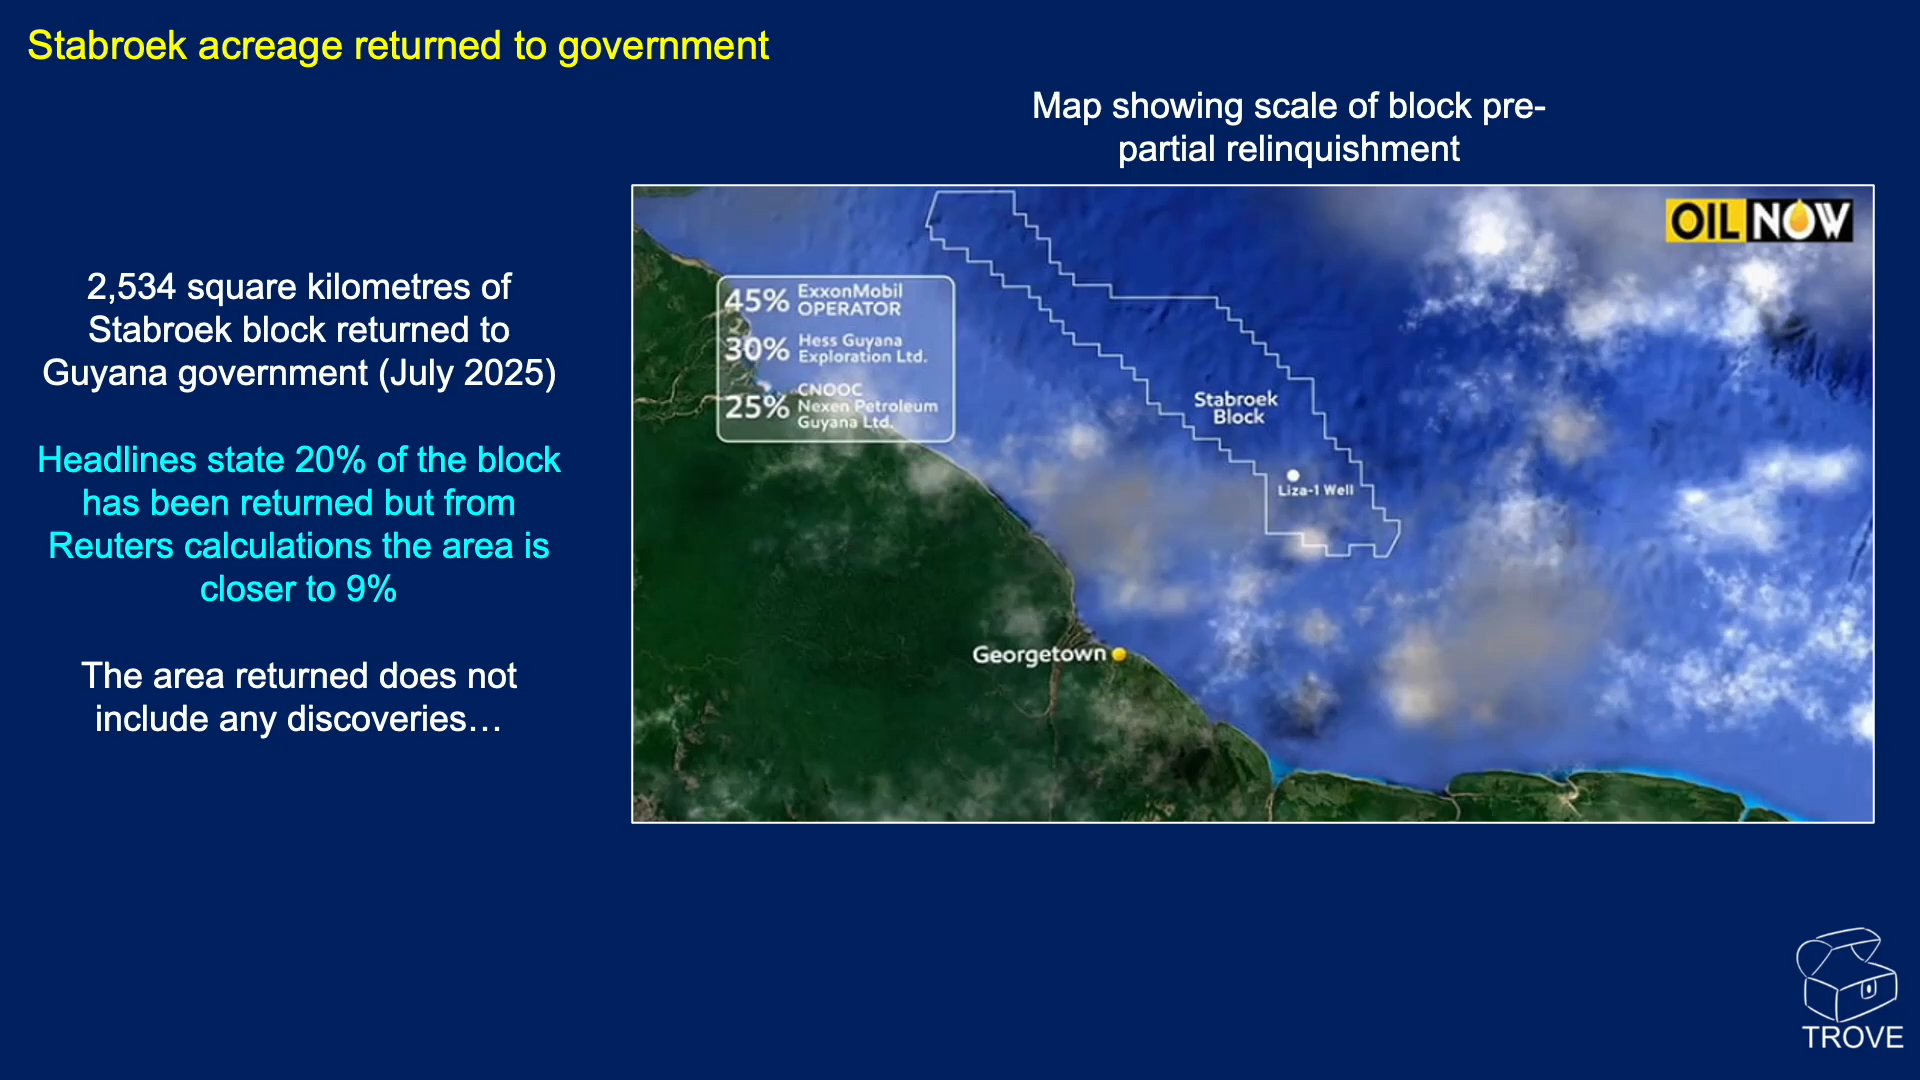 Stabroek acreage returned to government
Map showing scale of block pre-
partial relinquishment
2,534 square kilometres of
Stabroek block returned to
Guyana government (July 2025)
Headlines state 20% of the block
has been returned but from
Reuters calculations the area is
closer to 9%
The area returned does not
include any discoveries…
OIL NOW
45% ExxonMobil
OPERATOR
30% Hess Guyana
Exploration Ltd.
25% CNOOC
Nexen Petroleum
Guyana Ltd.
Stabroek
Block
Liza-1 Well
Georgetown
TROVE